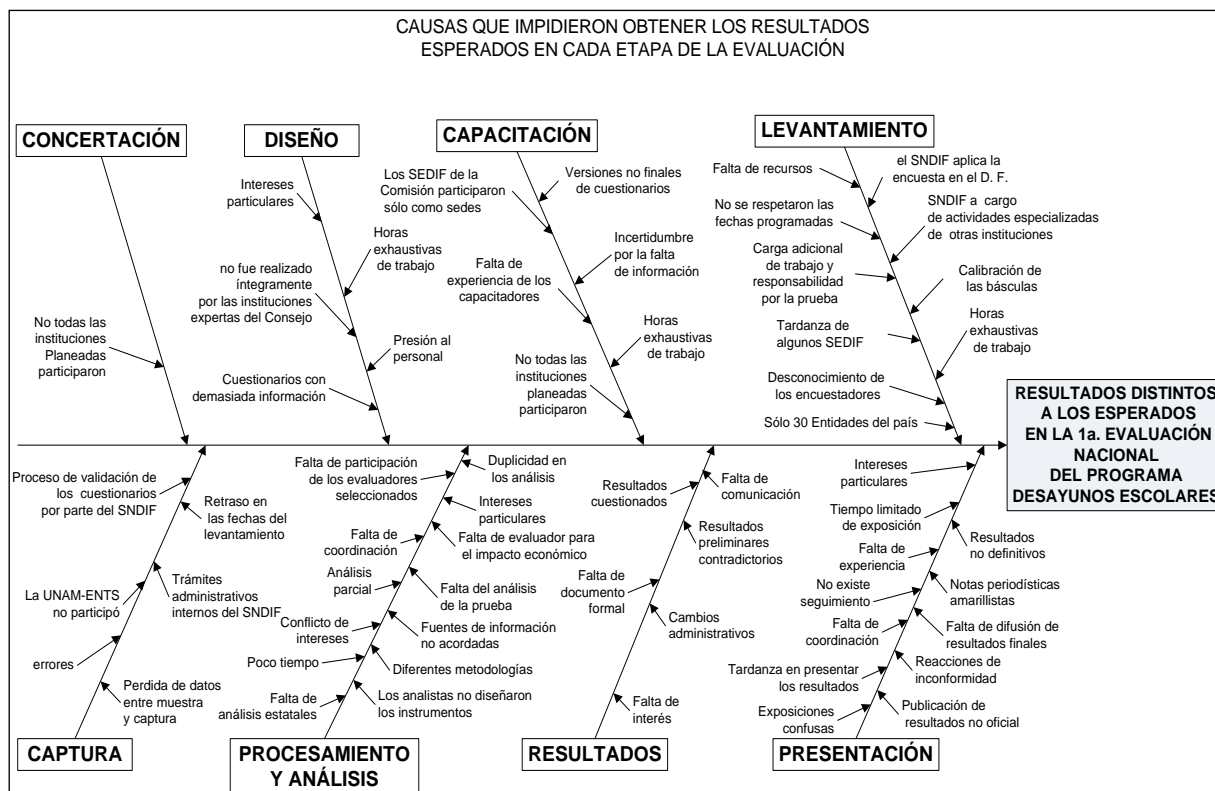 CAUSAS QUE IMPIDIERON OBTENER LOS RESULTADOS
ESPERADOS EN CADA ETAPA DE LA EVALUACIÓN
CONCERTACIÓN
No todas las
instituciones
Planeadas
participaron
DISEÑO
Intereses
particulares
Horas
exhaustivas
de trabajo
no fue realizado
íntegramente
por las instituciones
expertas del Consejo
Presión al
personal
Cuestionarios con
demasiada información
CAPACITACIÓN
Versiones no finales
de cuestionarios
Los SEDIF de la
Comisión participaron
sólo como sedes
Incertidumbre
por la falta
de información
Falta de
experiencia de los
capacitadores
Horas
exhaustivas
de trabajo
No todas las
instituciones
planeadas
participaron
LEVANTAMIENTO
Falta de recursos
el SNDIF aplica la
encuesta en el D. F.
No se respetaron las
fechas programadas
SNDIF a cargo
de actividades especializadas
de otras instituciones
Carga adicional
de trabajo y
responsabilidad
por la prueba
Calibración de
las básculas
Tardanza de
algunos SEDIF
Horas
exhaustivas
de trabajo
Desconocimiento de
los encuestadores
Sólo 30 Entidades del país
RESULTADOS DISTINTOS
A LOS ESPERADOS
EN LA 1a. EVALUACIÓN
NACIONAL
DEL PROGRAMA
DESAYUNOS ESCOLARES
Proceso de validación de
los cuestionarios
por parte del SNDIF
Retraso en
las fechas del
levantamiento
La UNAM-ENTS
no participó
Trámites
administrativos
internos del SNDIF
errores
Perdida de datos
entre muestra
y captura
CAPTURA
Falta de participación
de los evaluadores
seleccionados
Duplicidad en
los análisis
Intereses
particulares
Falta de
coordinación
Falta de evaluador para
el impacto económico
Análisis
parcial
Falta del análisis
de la prueba
Conflicto de
intereses
Fuentes de información
no acordadas
Poco tiempo
Diferentes metodologías
Falta de
análisis estatales
Los analistas no diseñaron
los instrumentos
PROCESAMIENTO
Y ANÁLISIS
Resultados
cuestionados
Falta de
comunicación
Resultados
preliminares
contradictorios
Falta de
documento
formal
Cambios
administrativos
Falta de
interés
RESULTADOS
Intereses
particulares
Tiempo limitado
de exposición
Resultados
no definitivos
Falta de
experiencia
Notas periodísticas
amarillistas
No existe
seguimiento
Falta de difusión de
resultados finales
Falta de
coordinación
Reacciones de
inconformidad
Tardanza en presentar
los resultados
Publicación de
resultados no oficial
Exposiciones
confusas
PRESENTACIÓN